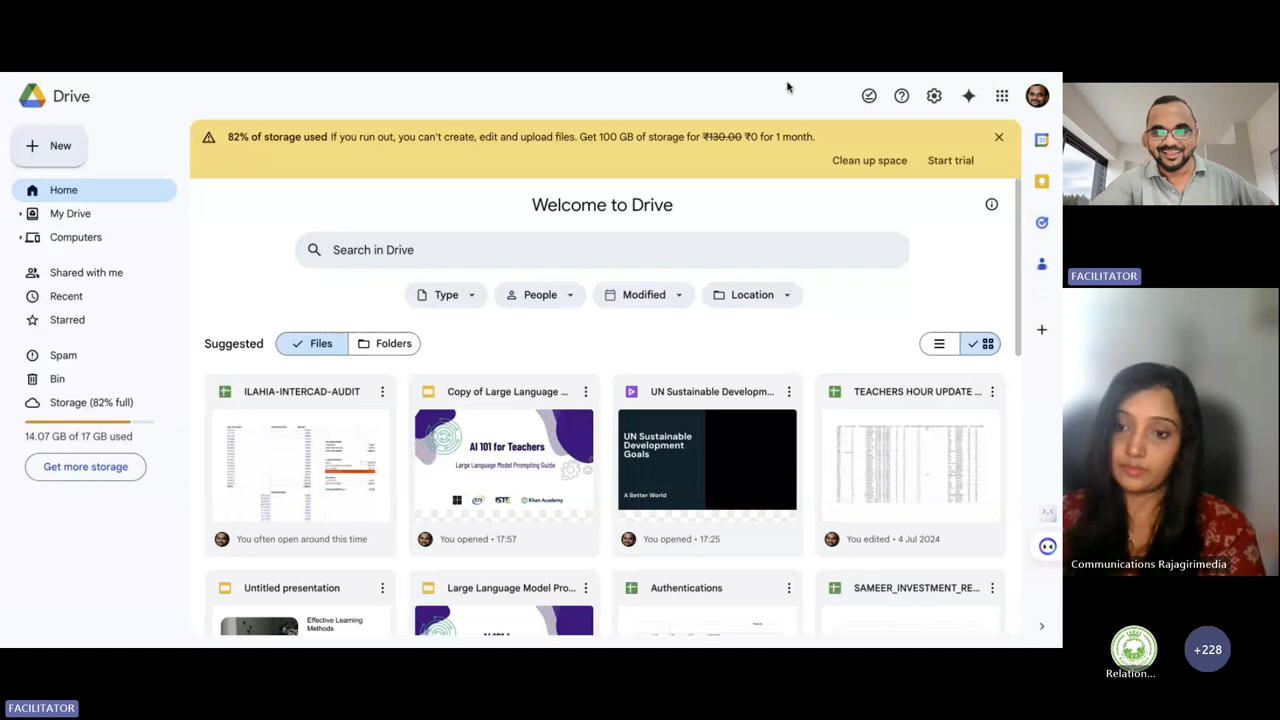 Drive
82% of storage used If you run out, you can't create, edit and upload files. Get 100 GB of storage for ₹130.00 ₹0 for 1 month.
Clean up space
Start trial
New
Home
My Drive
Computers
Shared with me
Recent
Starred
Spam
Bin
Storage (82% full)
14.07 GB of 17 GB used
Get more storage
Welcome to Drive
Search in Drive
Type
People
Modified
Location
Suggested
Files
Folders
ILAHIA-INTERCAD-AUDIT
You often open around this time
Copy of Large Language ...
AI 101 for Teachers
Large Language Model Prompting Guide
ETS
ISTE
Khan Academy
You opened • 17:57
UN Sustainable Developm...
UN Sustainable
Development
Goals
A Better World
You opened • 17:25
TEACHERS HOUR UPDATE ...
You edited • 4 Jul 2024
Untitled presentation
Effective Learning
Methods
Large Language Model Pro...
Authentications
SAMEER_INVESTMENT_RE...
FACILITATOR
Communications Rajagirimedia
Relation...
+228
FACILITATOR